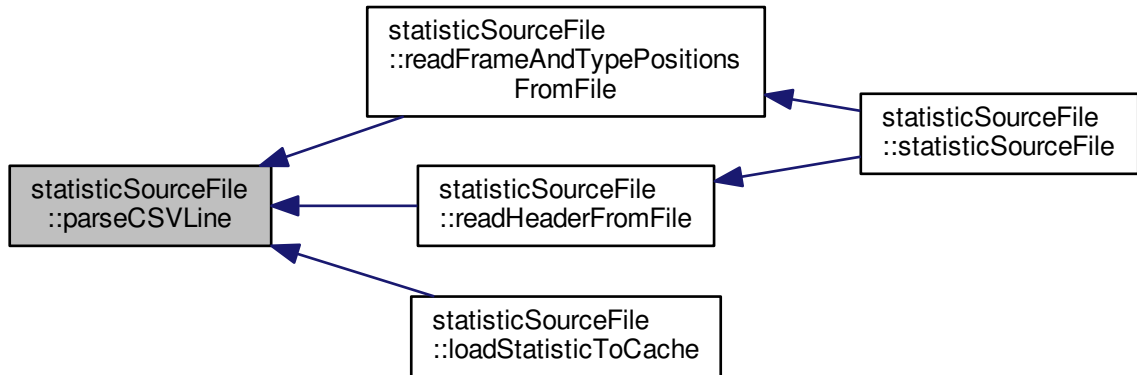 statisticSourceFile
::readFrameAndTypePositions
FromFile
statisticSourceFile
::statisticSourceFile
statisticSourceFile
::parseCSVLine
statisticSourceFile
::readHeaderFromFile
statisticSourceFile
::loadStatisticToCache